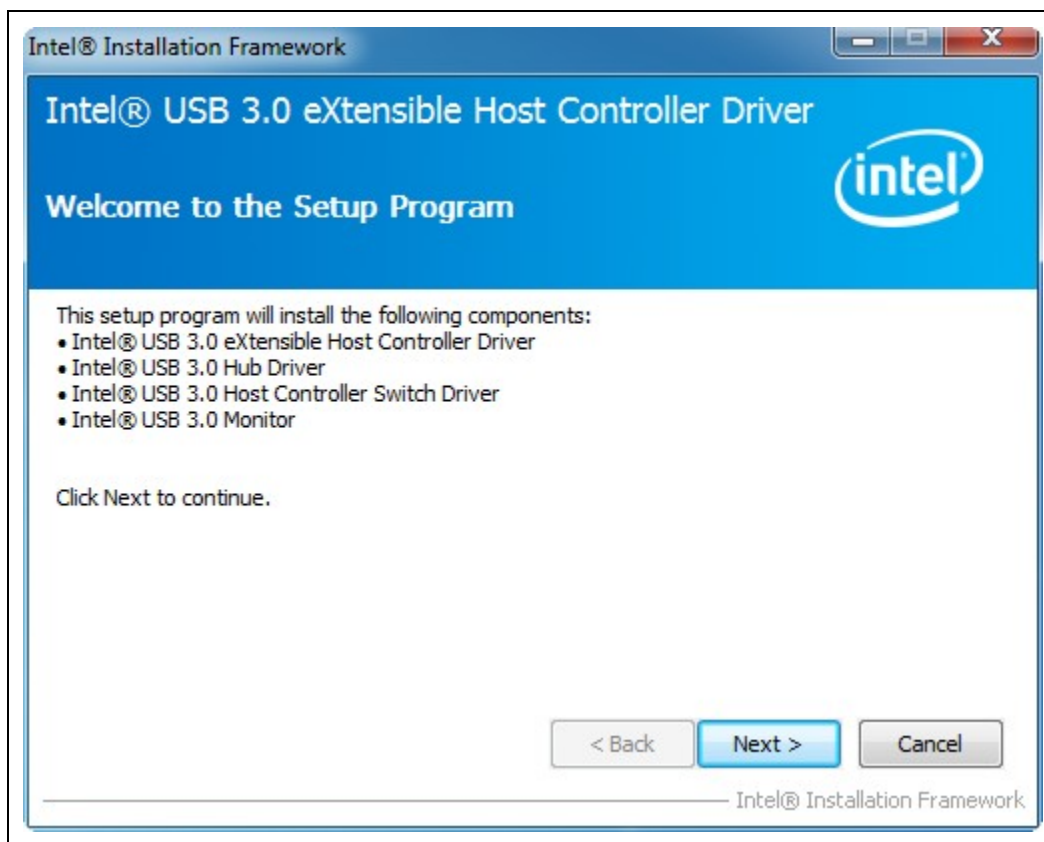 Intel® Installation Framework
Intel® USB 3.0 eXtensible Host Controller Driver
intel
Welcome to the Setup Program
This setup program will install the following components:
• Intel® USB 3.0 eXtensible Host Controller Driver
• Intel® USB 3.0 Hub Driver
• Intel® USB 3.0 Host Controller Switch Driver
• Intel® USB 3.0 Monitor
Click Next to continue.
< Back Next > Cancel
Intel® Installation Framework